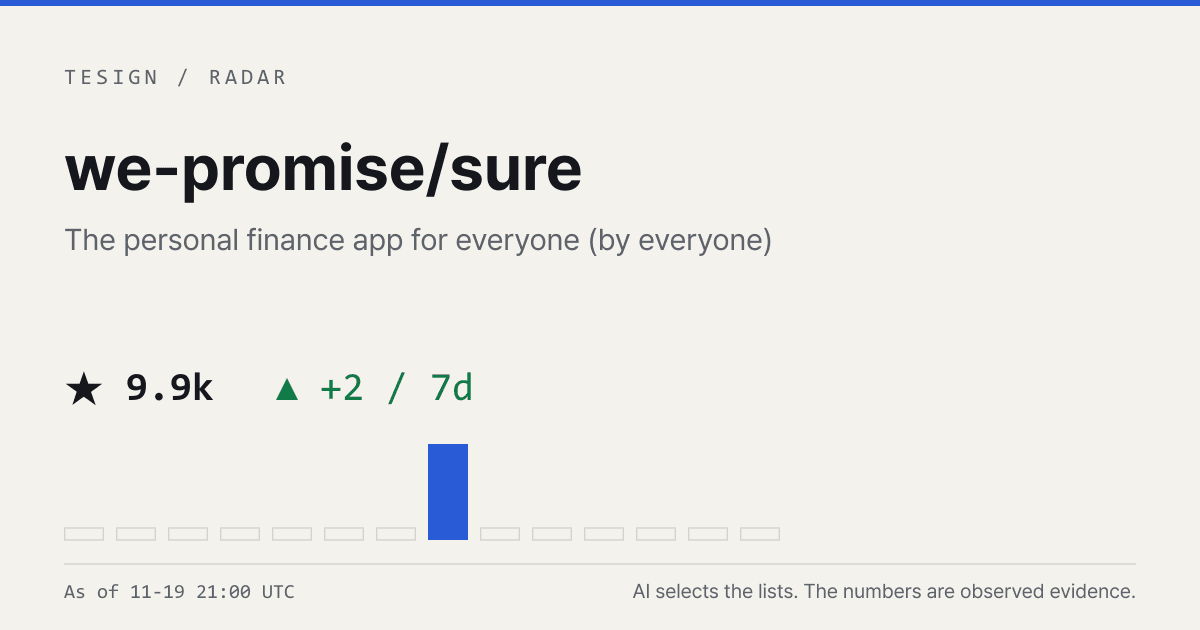 TESIGN / RADAR
we-promise/sure
The personal finance app for everyone (by everyone)
★ 9.9k ▲ +2 / 7d
As of 11-19 21:00 UTC
AI selects the lists. The numbers are observed evidence.